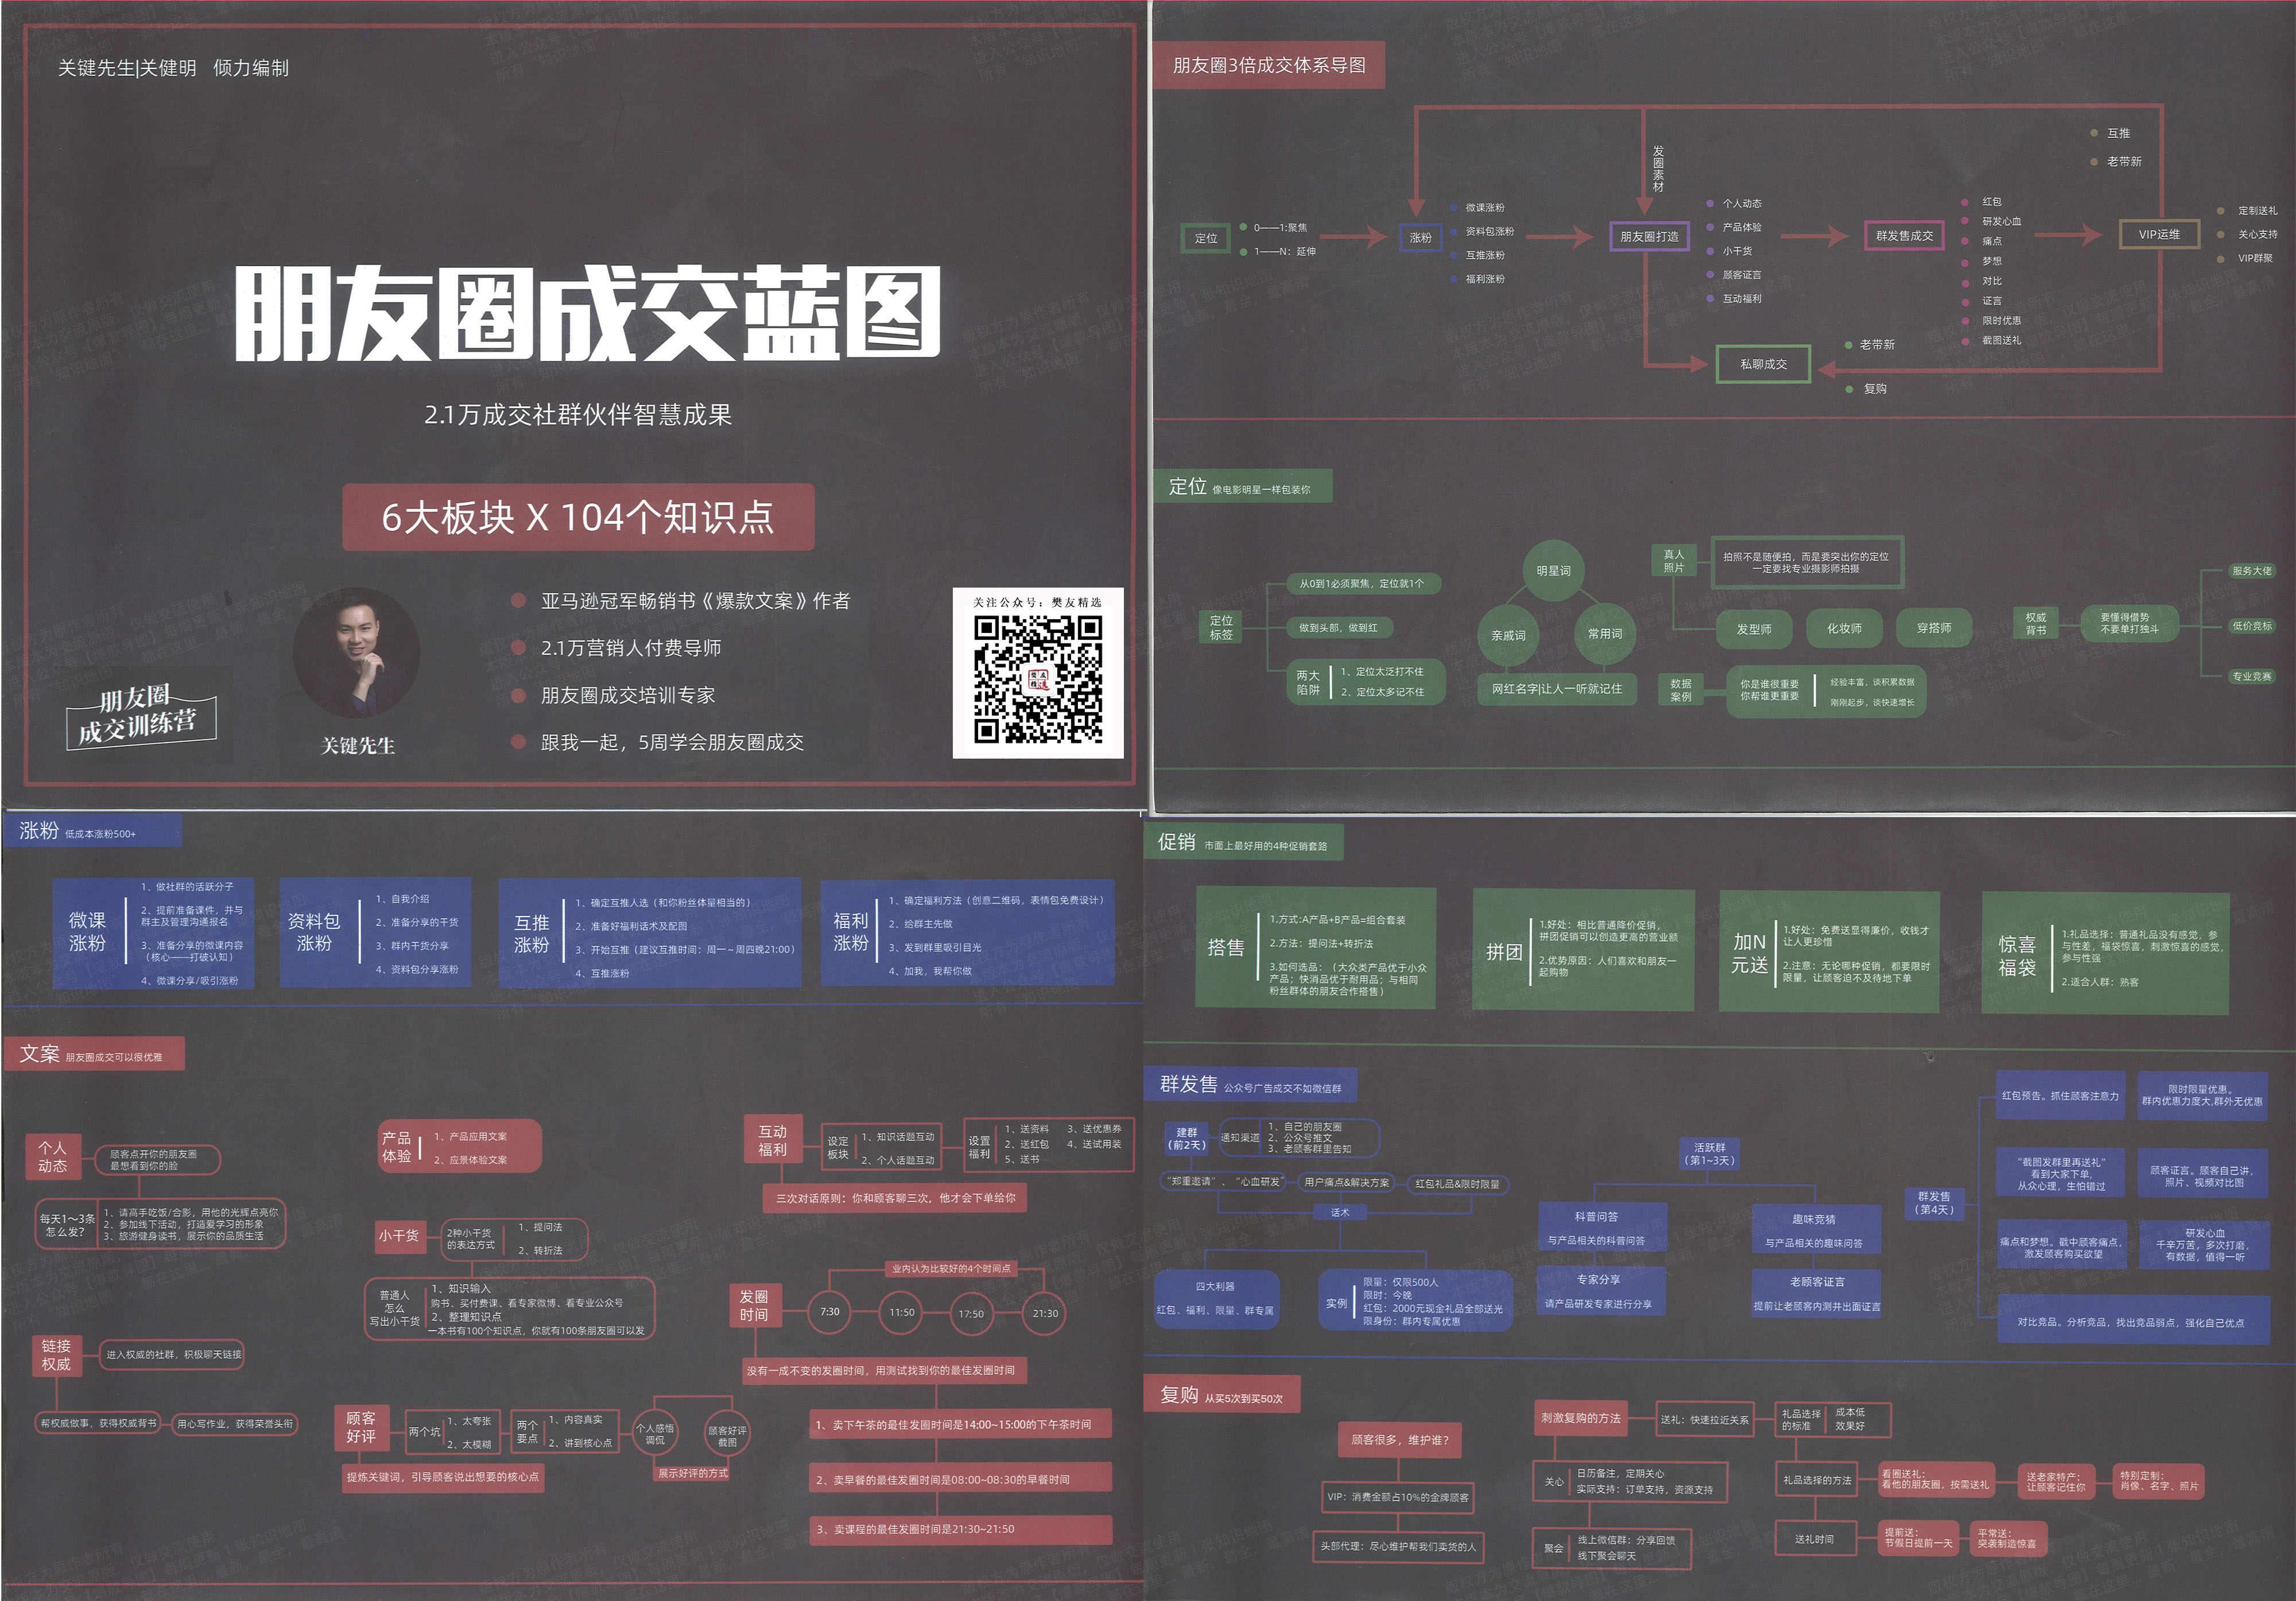 关键先生|关健明 倾力编制
朋友圈成交蓝图
2.1万成交社群伙伴智慧成果
6大板块 X 104个知识点
亚马逊冠军畅销书《爆款文案》作者
2.1万营销人付费导师
朋友圈成交培训专家
跟我一起，5周学会朋友圈成交
朋友圈
成交训练营
关键先生
关注公众号：樊友精选
朋友圈3倍成交体系导图
定位
0——1:聚焦
1——N：延伸
涨粉
微课涨粉
资料包涨粉
互推涨粉
福利涨粉
发圈素材
朋友圈打造
个人动态
产品体验
小干货
顾客证言
互动福利
群发售成交
红包
研发心血
痛点
梦想
对比
证言
限时优惠
截图送礼
互推
老带新
VIP运维
定制送礼
关心支持
VIP群聚
私聊成交
老带新
复购
定位 像电影明星一样包装你
定位
标签
从0到1必须聚焦，定位就1个
做到头部，做到红
两大
陷阱
1、定位太泛打不住
2、定位太多记不住
明星词
亲戚词
常用词
网红名字|让人一听就记住
真人
照片
拍照不是随便拍，而是要突出你的定位
一定要找专业摄影师拍摄
发型师
化妆师
穿搭师
数据
案例
你是谁很重要
你帮谁更重要
经验丰富，谈积累数据
刚刚起步，谈快速增长
权威
背书
要懂得借势
不要单打独斗
服务大佬
低价竞标
专业竞赛
涨粉 低成本涨粉500+
微课
涨粉
1、做社群的活跃分子
2、提前准备课件，并与
群主及管理沟通报名
3、准备分享的微课内容
（核心——打破认知）
4、微课分享/吸引涨粉
资料包
涨粉
1、自我介绍
2、准备分享的干货
3、群内干货分享
4、资料包分享涨粉
互推
涨粉
1、确定互推人选（和你粉丝体量相当的）
2、准备好福利话术及配图
3、开始互推（建议互推时间：周一~周四晚21:00）
4、互推涨粉
福利
涨粉
1、确定福利方法（创意二维码，表情包免费设计）
2、给群主先做
3、发到群里吸引目光
4、加我，我帮你做
文案 朋友圈成交可以很优雅
个人
动态
顾客点开你的朋友圈
最想看到你的脸
每天1~3条
怎么发?
1、请高手吃饭/合影，用他的光辉点亮你
2、参加线下活动，打造爱学习的形象
3、旅游健身读书，展示你的品质生活
链接
权威
进入权威的社群，积极聊天链接
帮权威做事，获得权威背书
用心写作业，获得荣誉头衔
产品
体验
1、产品应用文案
2、应景体验文案
小干货
2种小干货
的表达方式
1、提问法
2、转折法
普通人
怎么
写出小干货
1、知识输入
购书、买付费课、看专家微博、看专业公众号
2、整理知识点
一本书有100个知识点，你就有100条朋友圈可以发
顾客
好评
两个坑
1、太夸张
2、太模糊
两个
要点
1、内容真实
2、讲到核心点
个人感悟
调侃
顾客好评
截图
展示好评的方式
提炼关键词，引导顾客说出想要的核心点
互动
福利
设定
板块
1、知识话题互动
2、个人话题互动
设置
福利
1、送资料
2、送红包
5、送书
3、送优惠券
4、送试用装
三次对话原则：你和顾客聊三次，他才会下单给你
发圈
时间
业内认为比较好的4个时间点
7:30
11:50
17:50
21:30
没有一成不变的发圈时间，用测试找到你的最佳发圈时间
1、卖下午茶的最佳发圈时间是14:00~15:00的下午茶时间
2、卖早餐的最佳发圈时间是08:00~08:30的早餐时间
3、卖课程的最佳发圈时间是21:30~21:50
促销 市面上最好用的4种促销套路
搭售
1.方式:A产品+B产品=组合套装
2.方法：提问法+转折法
3.如何选品：（大众类产品优于小众
产品；快消品优于耐用品；与相同
粉丝群体的朋友合作搭售）
拼团
1.好处：相比普通降价促销，
拼团促销可以创造更高的营业额
2.优势原因：人们喜欢和朋友一
起购物
加N
元送
1.好处：免费送显得廉价，收钱才
让人更珍惜
2.注意：无论哪种促销，都要限时
限量，让顾客迫不及待地下单
惊喜
福袋
1.礼品选择：普通礼品没有感觉，参
与性差，福袋惊喜，刺激惊喜的感觉，
参与性强
2.适合人群：熟客
群发售 公众号广告成交不如微信群
建群
（前2天）
通知渠道
1、自己的朋友圈
2、公众号推文
3、老顾客群里告知
“郑重邀请”、“心血研发”
用户痛点&解决方案
红包礼品&限时限量
话术
四大利器
红包、福利、限量、群专属
实例
限量：仅限500人
限时：今晚
红包：2000元现金礼品全部送光
限身份：群内专属优惠
活跃群
（第1~3天）
科普问答
与产品相关的科普问答
专家分享
请产品研发专家进行分享
趣味竞猜
与产品相关的趣味问答
老顾客证言
提前让老顾客内测并出面证言
群发售
（第4天）
红包预告。抓住顾客注意力
限时限量优惠。
群内优惠力度大,群外无优惠
“截图发群里再送礼”
看到大家下单，
从众心理，生怕错过
顾客证言。顾客自己讲，
照片、视频对比图
痛点和梦想。戳中顾客痛点，
激发顾客购买欲望
研发心血
千辛万苦，多次打磨，
有数据，值得一听
对比竞品。分析竞品，找出竞品弱点，强化自己优点
复购 从买5次到买50次
顾客很多，维护谁？
VIP：消费金额占10%的金牌顾客
头部代理：尽心维护帮我们卖货的人
刺激复购的方法
送礼：快速拉近关系
礼品选择
的标准
成本低
效果好
关心
日历备注，定期关心
实际支持：订单支持，资源支持
聚会
线上微信群：分享回馈
线下聚会聊天
礼品选择的方法
看圈送礼：
看他的朋友圈，按需送礼
送老家特产：
让顾客记住你
特别定制：
肖像、名字、照片
送礼时间
提前送：
节假日提前一天
平常送：
突袭制造惊喜